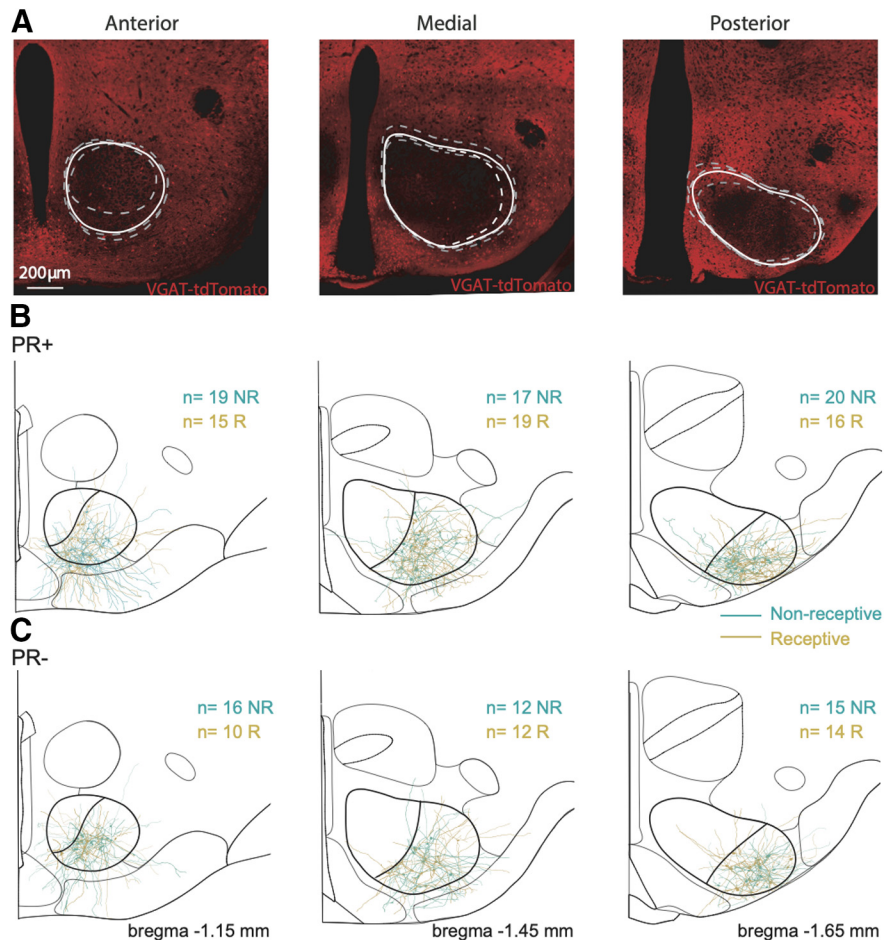 A
Anterior
Medial
Posterior
200μm
VGAT-tdTomato
VGAT-tdTomato
VGAT-tdTomato
B
PR+
n= 19 NR
n= 15 R
n= 17 NR
n= 19 R
n= 20 NR
n= 16 R
Non-receptive
Receptive
C
PR-
n= 16 NR
n= 10 R
n= 12 NR
n= 12 R
n= 15 NR
n= 14 R
bregma -1.15 mm
bregma -1.45 mm
bregma -1.65 mm